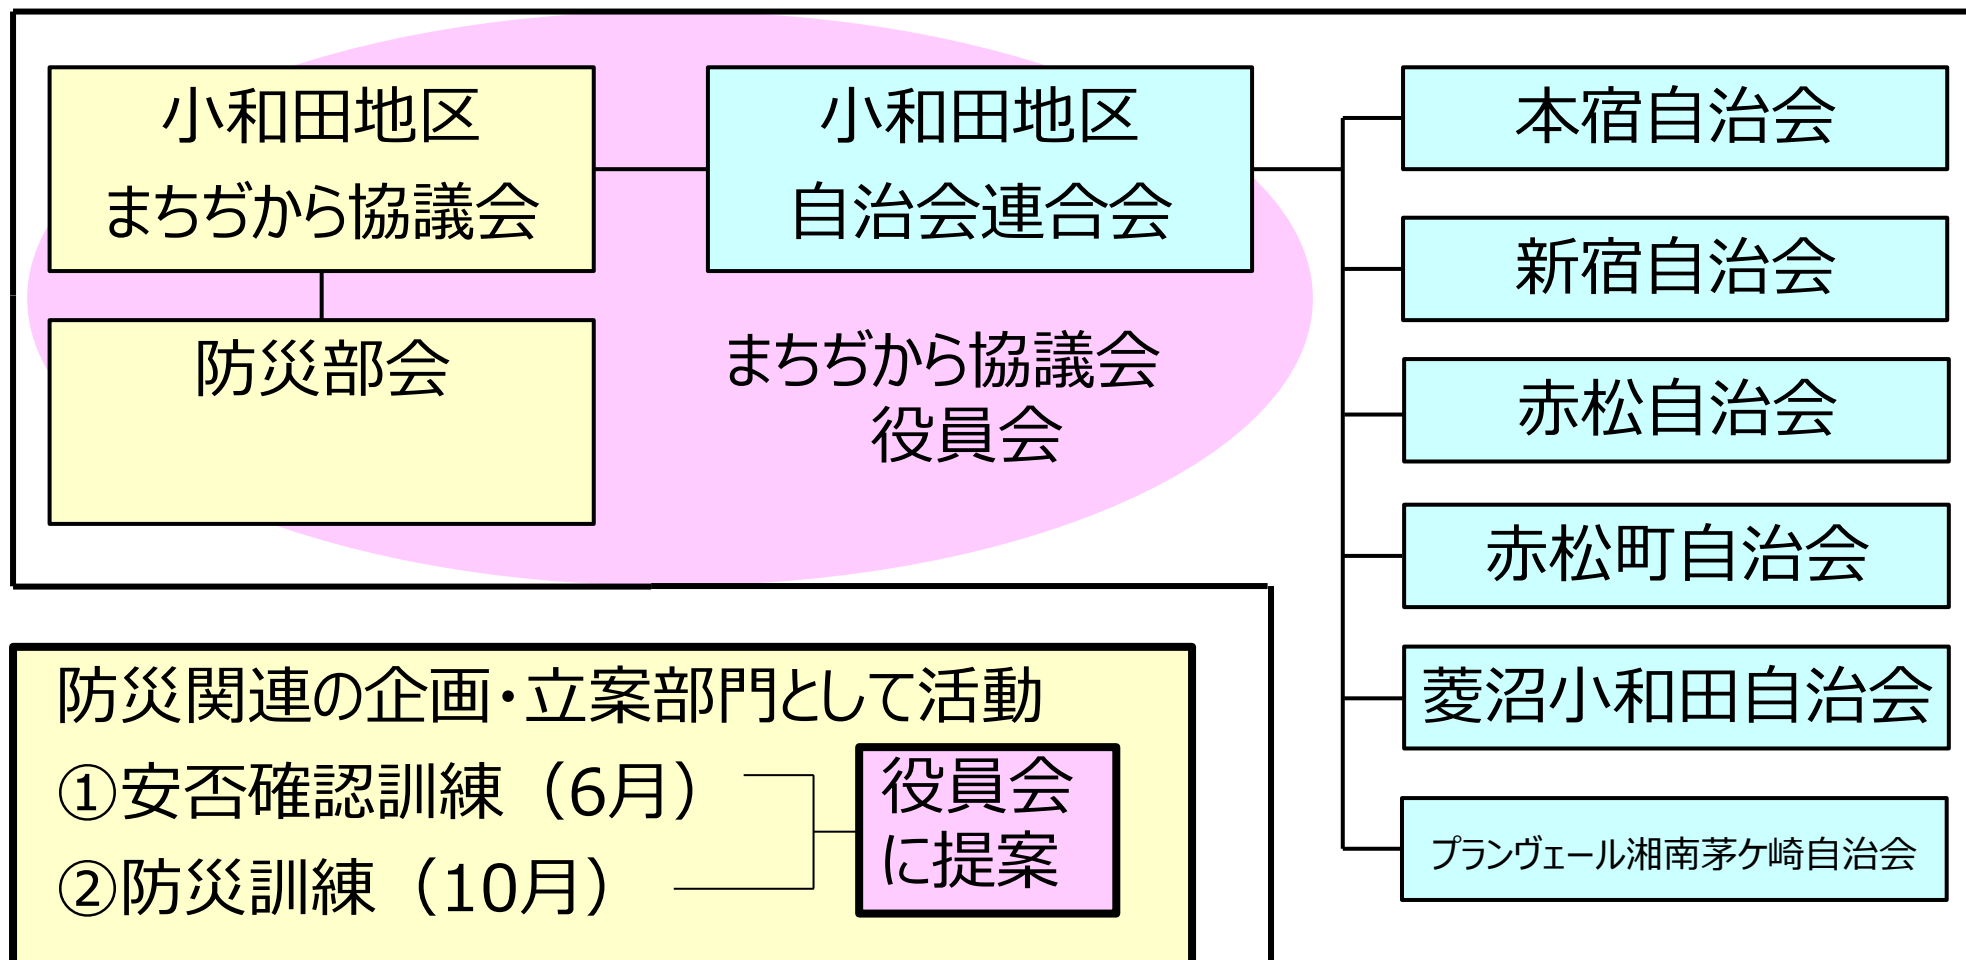 小和田地区
まちぢから協議会
小和田地区
自治会連合会
防災部会
まちぢから協議会
役員会
本宿自治会
新宿自治会
赤松自治会
赤松町自治会
菱沼小和田自治会
プランヴェール湘南茅ケ崎自治会
防災関連の企画・立案部門として活動
①安否確認訓練（6月）
②防災訓練（10月）
役員会
に提案